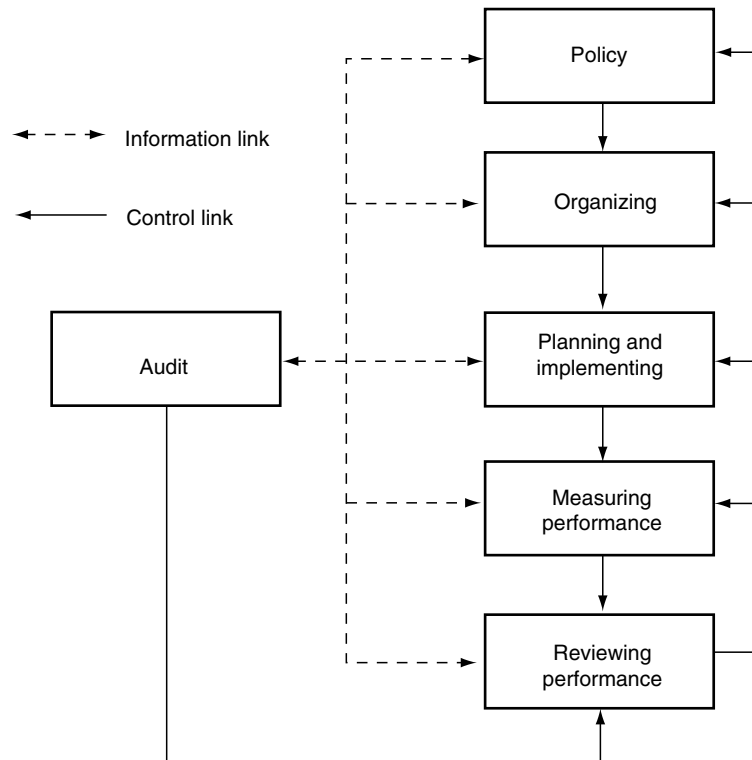 Policy
Information link
Organizing
Control link
Planning and
implementing
Audit
Measuring
performance
Reviewing
performance